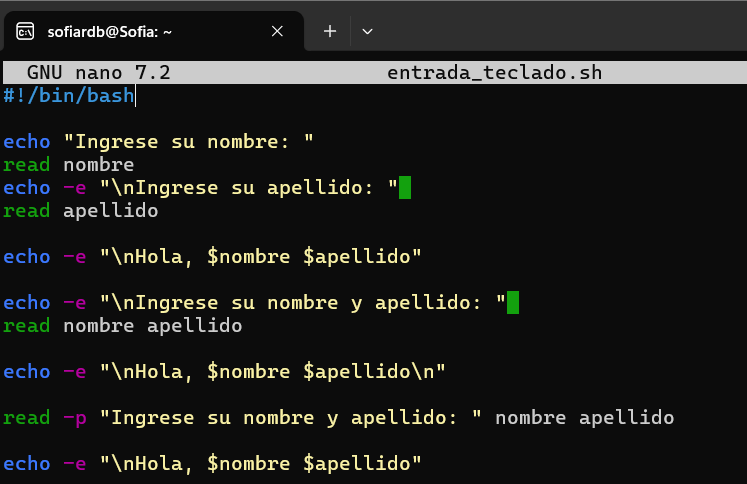 sofiardb@Sofia: ~
GNU nano 7.2 entrada_teclado.sh
#!/bin/bash
echo "Ingrese su nombre: "
read nombre
echo -e "\nIngrese su apellido: "
read apellido
echo -e "\nHola, $nombre $apellido"
echo -e "\nIngrese su nombre y apellido: "
read nombre apellido
echo -e "\nHola, $nombre $apellido\n"
read -p "Ingrese su nombre y apellido: " nombre apellido
echo -e "\nHola, $nombre $apellido"